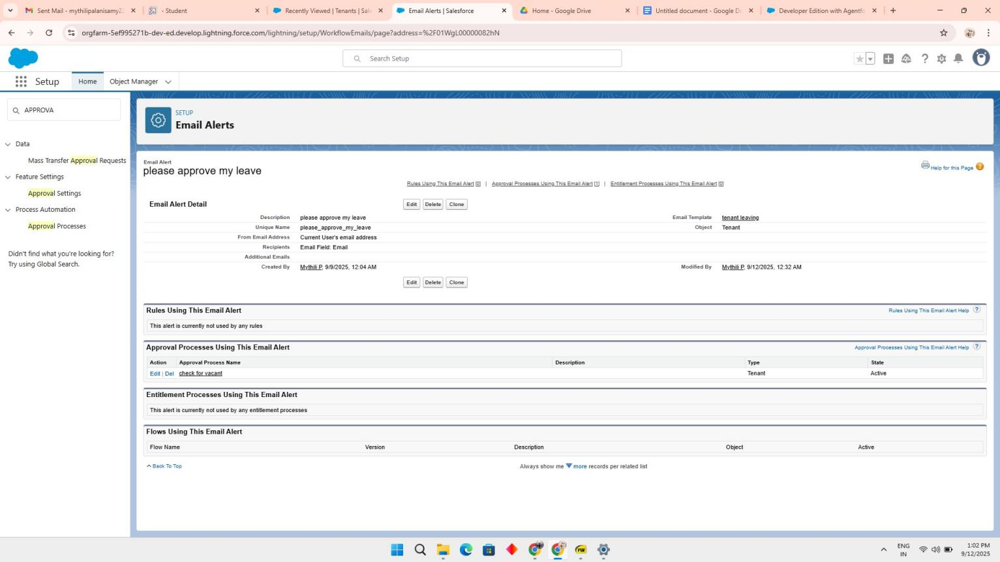 Sent Mail - mythilipalanisamy22
- Student
Recently Viewed | Tenants | Sale
Email Alerts | Salesforce
Home - Google Drive
Untitled document - Google Do
Developer Edition with Agentfo
orgfarm-5ef995271b-dev-ed.develop.lightning.force.com/lightning/setup/WorkflowEmails/page?address=%2F01WgL00000082hN
Search Setup
Setup
Home
Object Manager
APPROVA
Data
Mass Transfer Approval Requests
Feature Settings
Approval Settings
Process Automation
Approval Processes
Didn't find what you're looking for?
Try using Global Search.
SETUP
Email Alerts
Email Alert
please approve my leave
Help for this Page
Rules Using This Email Alert [0] | Approval Processes Using This Email Alert [1] | Entitlement Processes Using This Email Alert [0]
Email Alert Detail
Edit Delete Clone
Description please approve my leave Email Template tenant leaving
Unique Name please_approve_my_leave Object Tenant
From Email Address Current User's email address
Recipients Email Field: Email
Additional Emails
Created By Mythili P, 9/9/2025, 12:04 AM Modified By Mythili P, 9/12/2025, 12:32 AM
Edit Delete Clone
Rules Using This Email Alert
Rules Using This Email Alert Help ?
This alert is currently not used by any rules
Approval Processes Using This Email Alert
Approval Processes Using This Email Alert Help ?
Action Approval Process Name Description Type State
Edit | Del check for vacant Tenant Active
Entitlement Processes Using This Email Alert
This alert is currently not used by any entitlement processes
Flows Using This Email Alert
Flow Name Version Description Object Active
Back To Top
Always show me more records per related list
ENG
IN
1:02 PM
9/12/2025